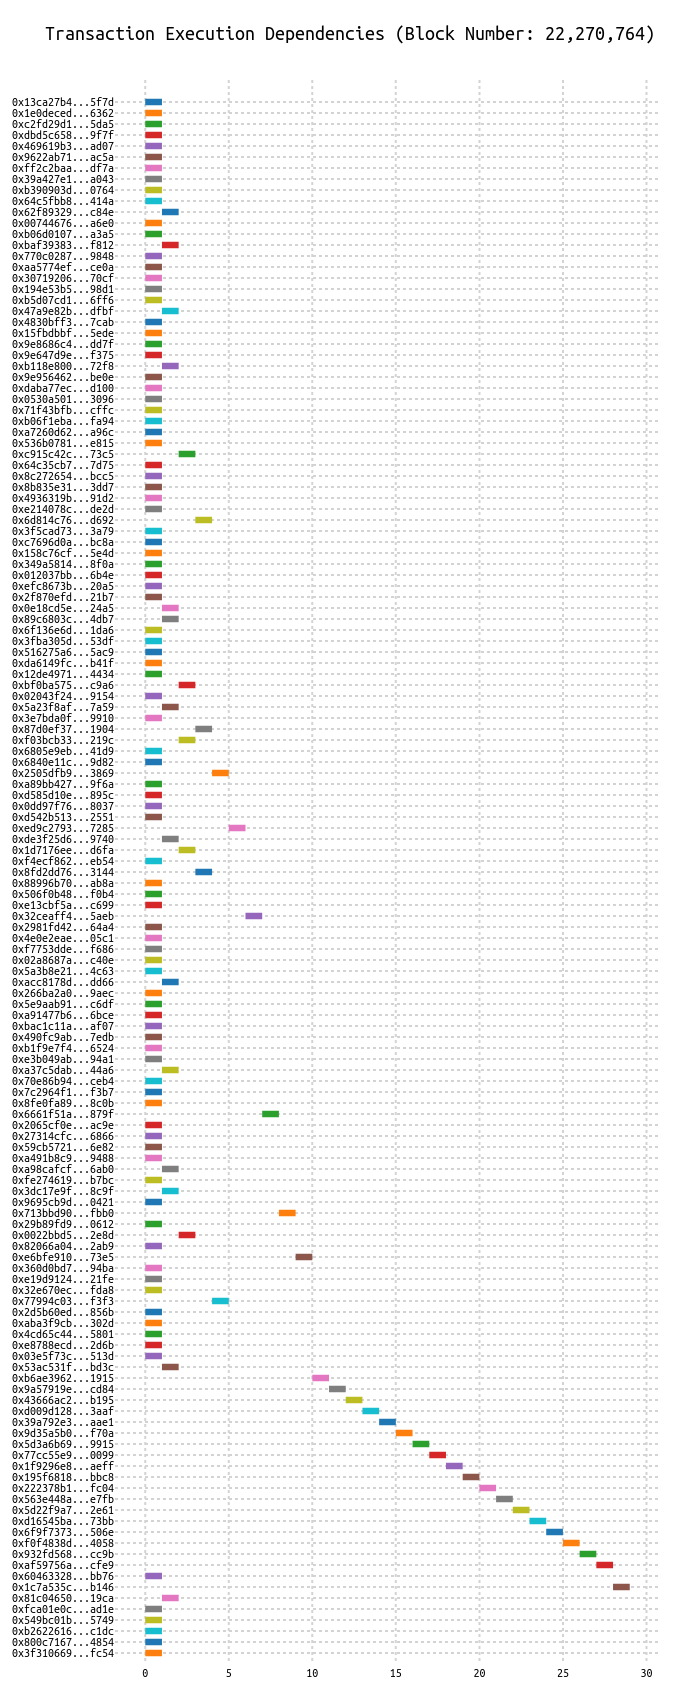 Transaction Execution Dependencies (Block Number: 22,270,764)
0x13ca27b4...5f7d
0x1e0deced...6362
0xc2fd29d1...5da5
0xdbd5c658...9f7f
0x469619b3...ad07
0x9622ab71...ac5a
0xff2c2baa...df7a
0x39a427e1...a043
0xb390903d...0764
0x64c5fbb8...414a
0x62f89329...c84e
0x00744676...a6e0
0xb06d0107...a3a5
0xbaf39383...f812
0x770c0287...9848
0xaa5774ef...ce0a
0x30719206...70cf
0x194e53b5...98d1
0xb5d07cd1...6ff6
0x47a9e82b...dfbf
0x4830bff3...7cab
0x15fbdbbf...5ede
0x9e8686c4...dd7f
0x9e647d9e...f375
0xb118e800...72f8
0x9e956462...be0e
0xdaba77ec...d100
0x0530a501...3096
0x71f43bfb...cffc
0xb06f1eba...fa94
0xa7260d62...a96c
0x536b0781...e815
0xc915c42c...73c5
0x64c35cb7...7d75
0x8c272654...bcc5
0x8b835e31...3dd7
0x4936319b...91d2
0xe214078c...de2d
0x6d814c76...d692
0x3f5cad73...3a79
0xc7696d0a...bc8a
0x158c76cf...5e4d
0x349a5814...8f0a
0x012037bb...6b4e
0xefc8673b...20a5
0x2f870efd...21b7
0x0e18cd5e...24a5
0x89c6803c...4db7
0x6f136e6d...1da6
0x3fba305d...53df
0x516275a6...5ac9
0xda6149fc...b41f
0x12de4971...4434
0xbf0ba575...c9a6
0x02043f24...9154
0x5a23f8af...7a59
0x3e7bda0f...9910
0x87d0ef37...1904
0xf03bcb33...219c
0x6805e9eb...41d9
0x6840e11c...9d82
0x2505dfb9...3869
0xa89bb427...9f6a
0xd585d10e...895c
0x0dd97f76...8037
0xd542b513...2551
0xed9c2793...7285
0xde3f25d6...9740
0x1d7176ee...d6fa
0xf4ecf862...eb54
0x8fd2dd76...3144
0x88996b70...ab8a
0x506f0b48...f0b4
0xe13cbf5a...c699
0x32ceaff4...5aeb
0x2981fd42...64a4
0x4e0e2eae...05c1
0xf7753dde...f686
0x02a8687a...c40e
0x5a3b8e21...4c63
0xacc8178d...dd66
0x266ba2a0...9aec
0x5e9aab91...c6df
0xa91477b6...6bce
0xbac1c11a...af07
0x490fc9ab...7edb
0xb1f9e7f4...6524
0xe3b049ab...94a1
0xa37c5dab...44a6
0x70e86b94...ceb4
0x7c2964f1...f3b7
0x8fe0fa89...8c0b
0x6661f51a...879f
0x2065cf0e...ac9e
0x27314cfc...6866
0x59cb5721...6e82
0xa491b8c9...9488
0xa98cafcf...6ab0
0xfe274619...b7bc
0x3dc17e9f...8c9f
0x9695cb9d...0421
0x713bbd90...fbb0
0x29b89fd9...0612
0x0022bbd5...2e8d
0x82066a04...2ab9
0xe6bfe910...73e5
0x360d0bd7...94ba
0xe19d9124...21fe
0x32e670ec...fda8
0x77994c03...f3f3
0x2d5b60ed...856b
0xaba3f9cb...302d
0x4cd65c44...5801
0xe8788ecd...2d6b
0x03e5f73c...513d
0x53ac531f...bd3c
0xb6ae3962...1915
0x9a57919e...cd84
0x43666ac2...b195
0xd009d128...3aaf
0x39a792e3...aae1
0x9d35a5b0...f70a
0x5d3a6b69...9915
0x77cc55e9...0099
0x1f9296e8...aeff
0x195f6818...bbc8
0x222378b1...fc04
0x563e448a...e7fb
0x5d22f9a7...2e61
0xd16545ba...73bb
0x6f9f7373...506e
0xf0f4838d...4058
0x932fd568...cc9b
0xaf59756a...cfe9
0x60463328...bb76
0x1c7a535c...b146
0x81c04650...19ca
0xfca01e0c...ad1e
0x549bc01b...5749
0xb2622616...c1dc
0x800c7167...4854
0x3f310669...fc54
0 5 10 15 20 25 30